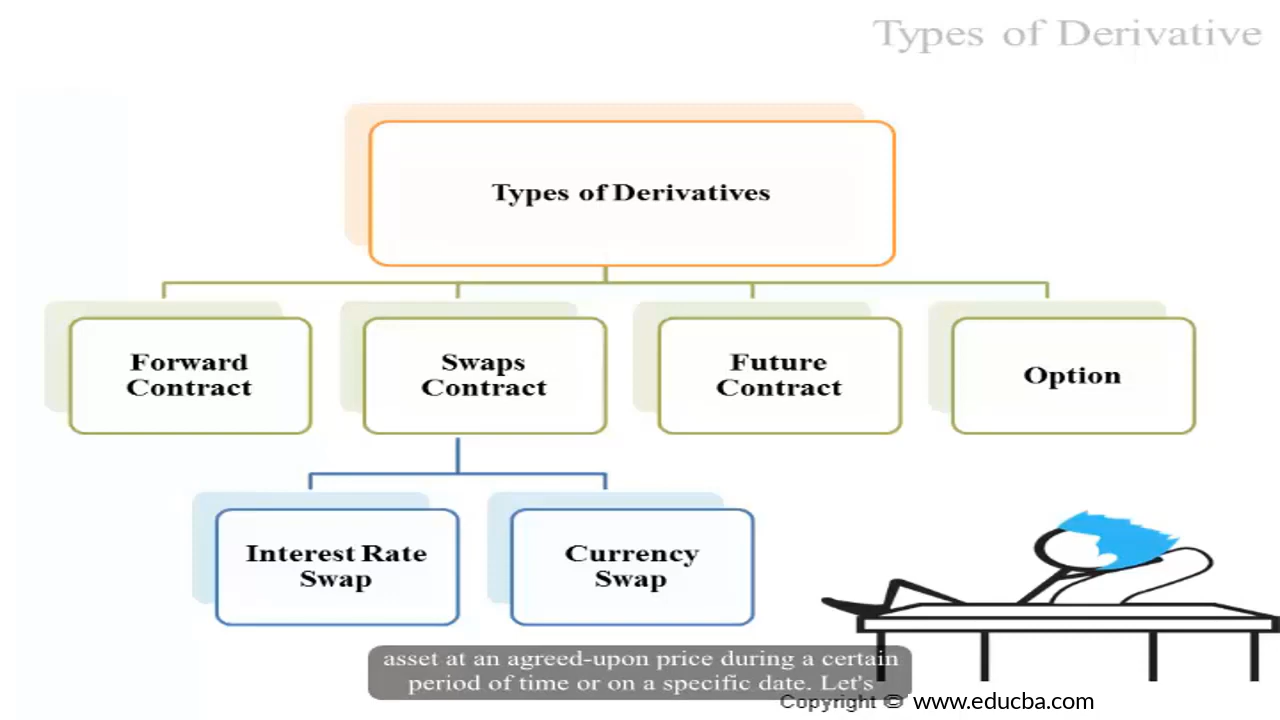 Types of Derivative
Types of Derivatives
Forward
Contract
Swaps
Contract
Future
Contract
Option
Interest Rate
Swap
Currency
Swap
asset at an agreed-upon price during a certain
period of time or on a specific date. Let's
Copyright © www.educba.com